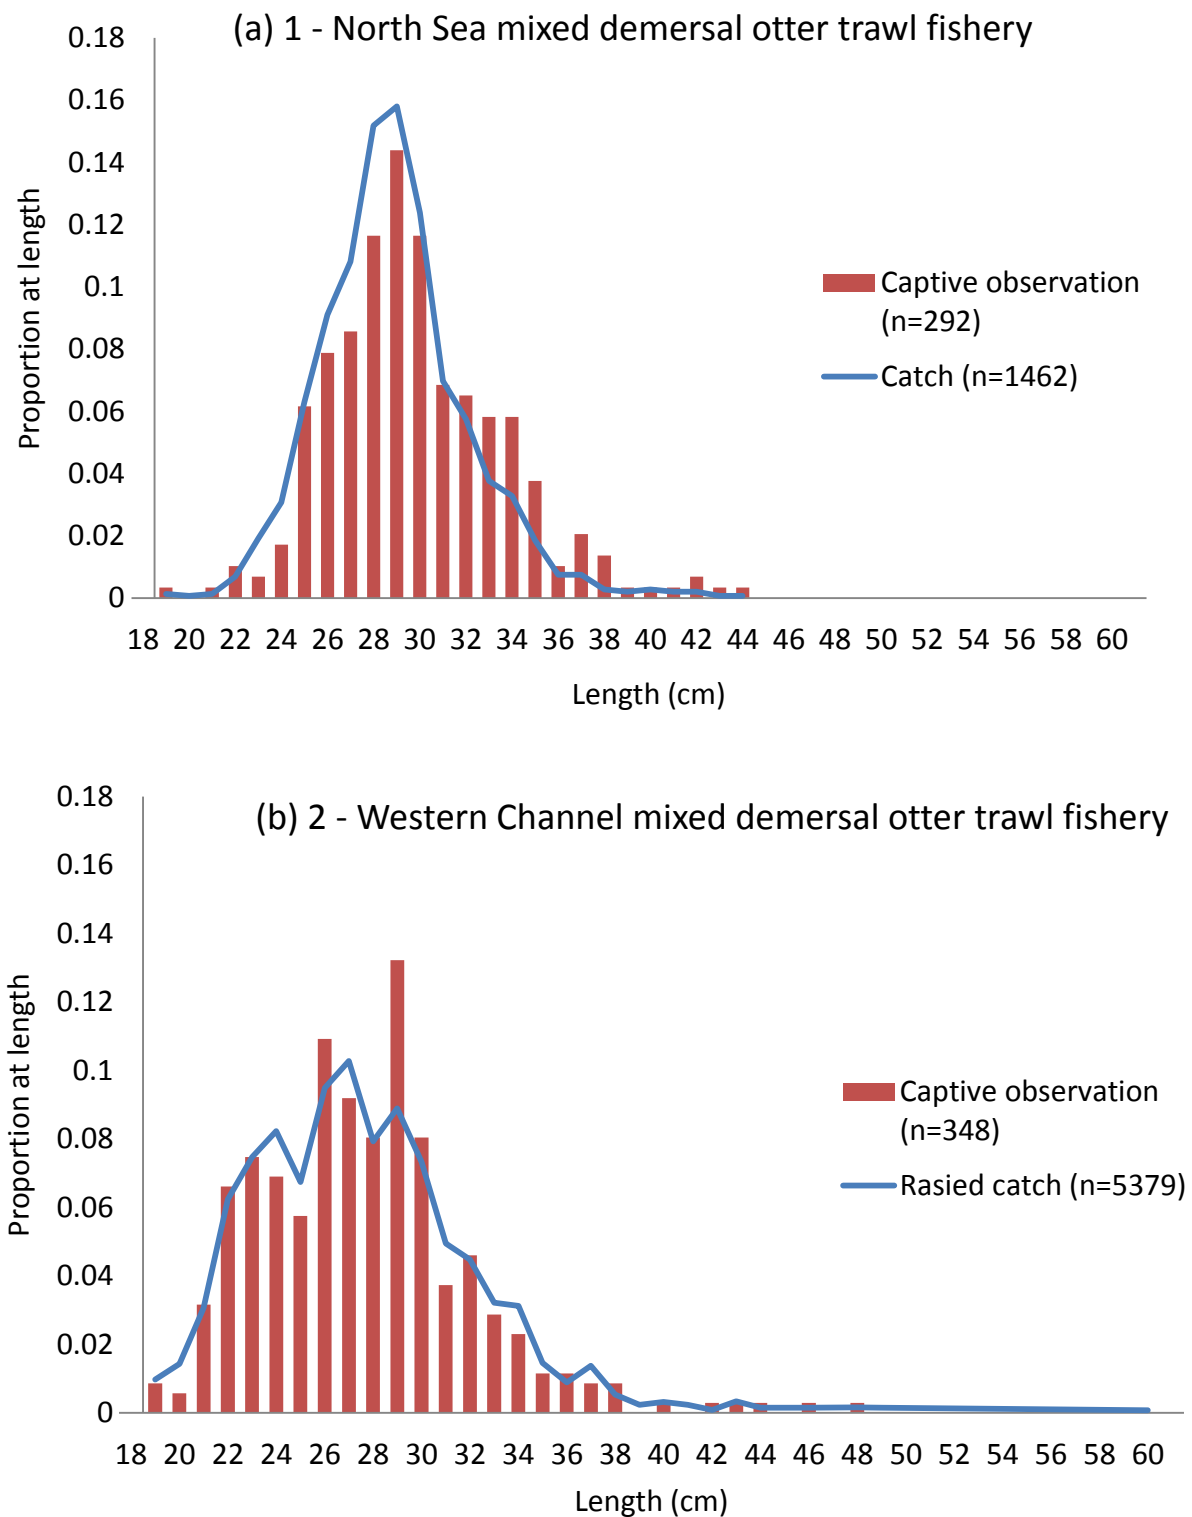 (a) 1 - North Sea mixed demersal otter trawl fishery
0.18
0.16
0.14
0.12
0.1
0.08
0.06
0.04
0.02
0
Proportion at length
Captive observation
(n=292)
Catch (n=1462)
18 20 22 24 26 28 30 32 34 36 38 40 42 44 46 48 50 52 54 56 58 60
Length (cm)
(b) 2 - Western Channel mixed demersal otter trawl fishery
0.18
0.16
0.14
0.12
0.1
0.08
0.06
0.04
0.02
0
Proportion at length
Captive observation
(n=348)
Rasied catch (n=5379)
18 20 22 24 26 28 30 32 34 36 38 40 42 44 46 48 50 52 54 56 58 60
Length (cm)